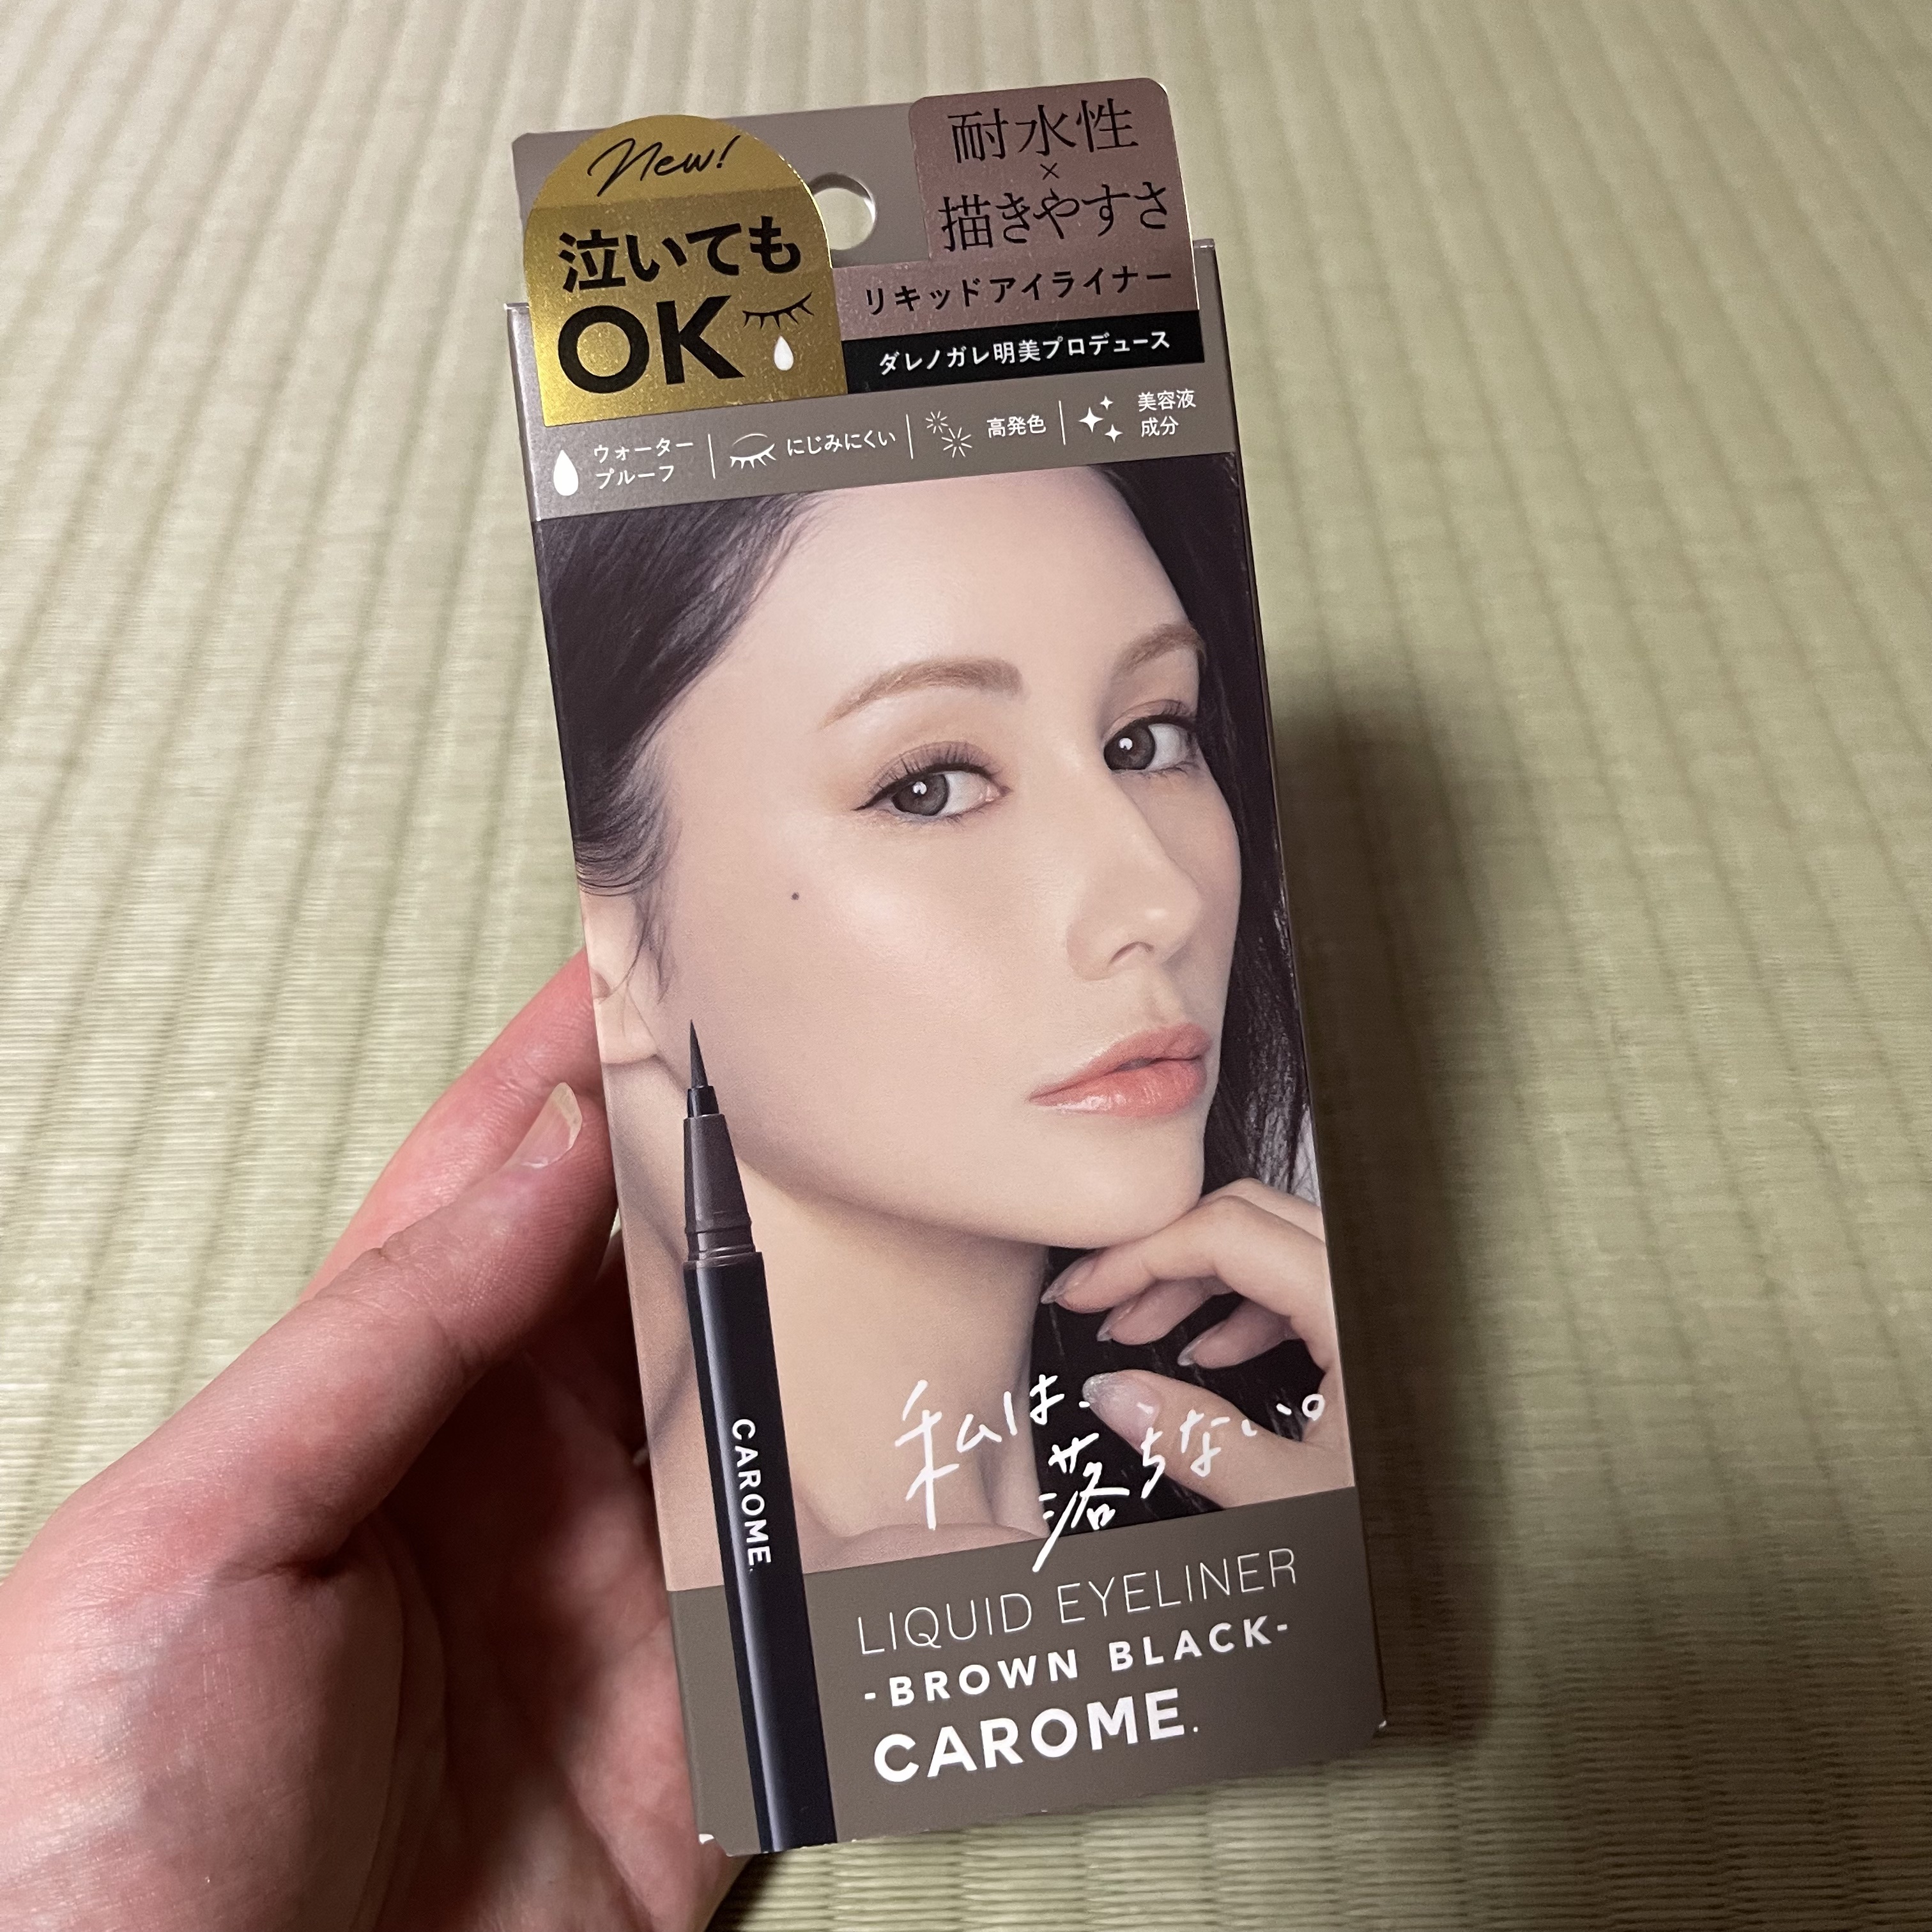 New!
泣いても
OK
耐水性
×
描きやすさ
リキッドアイライナー
ダレノガレ明美プロデュース
ウォーター
プルーフ
にじみにくい
高発色
美容液
成分
CAROME.
私は、
落ちない。
LIQUID EYELINER
-BROWN BLACK-
CAROME.